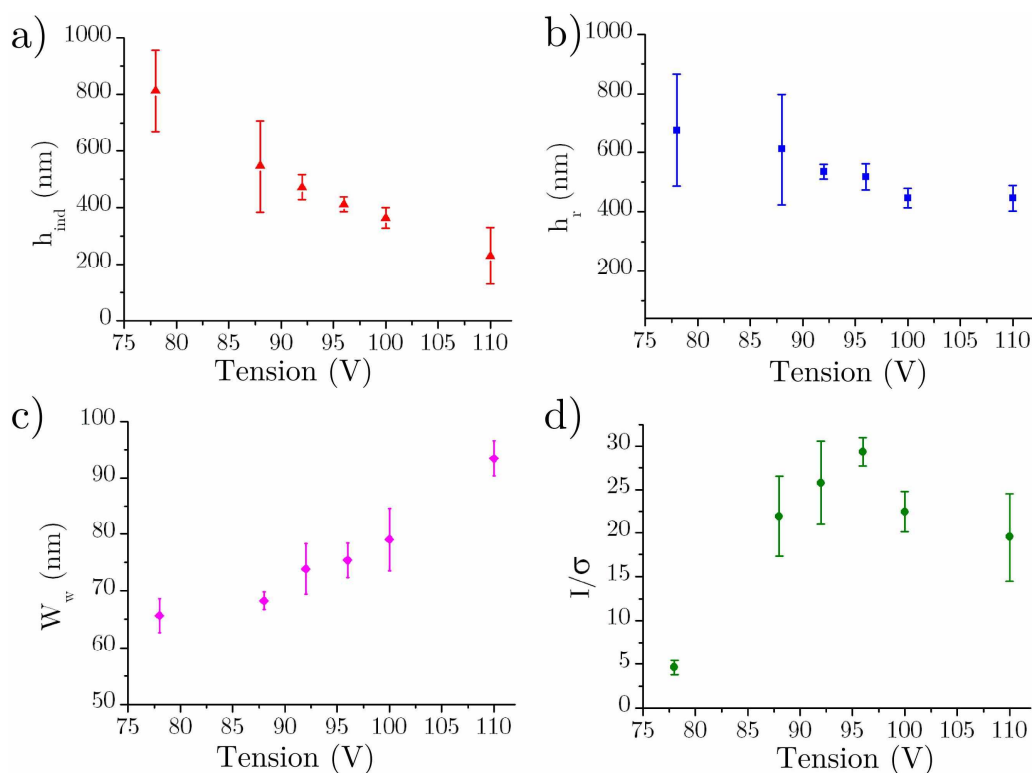 a)
1000
800
600
400
200
0
h_ind (nm)
75 80 85 90 95 100 105 110
Tension (V)
b)
1000
800
600
400
200
h_r (nm)
75 80 85 90 95 100 105 110
Tension (V)
c)
100
90
80
70
60
50
W_w (nm)
75 80 85 90 95 100 105 110
Tension (V)
d)
30
25
20
15
10
5
0
I/σ
75 80 85 90 95 100 105 110
Tension (V)